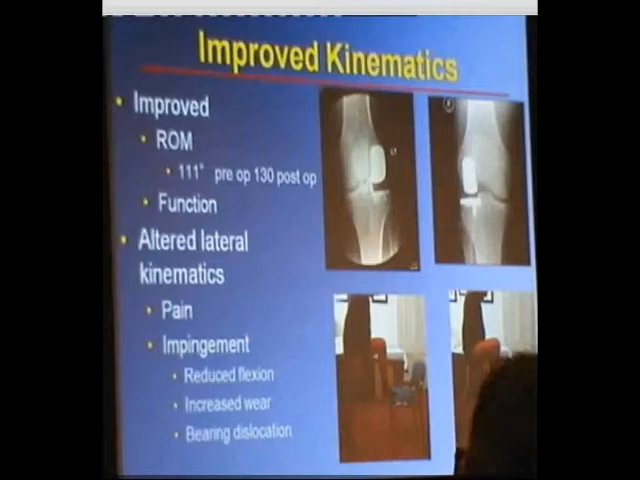 Improved Kinematics
• Improved
• ROM
• 111° pre op 130 post op
• Function
• Altered lateral
kinematics
• Pain
• Impingement
• Reduced flexion
• Increased wear
• Bearing dislocation